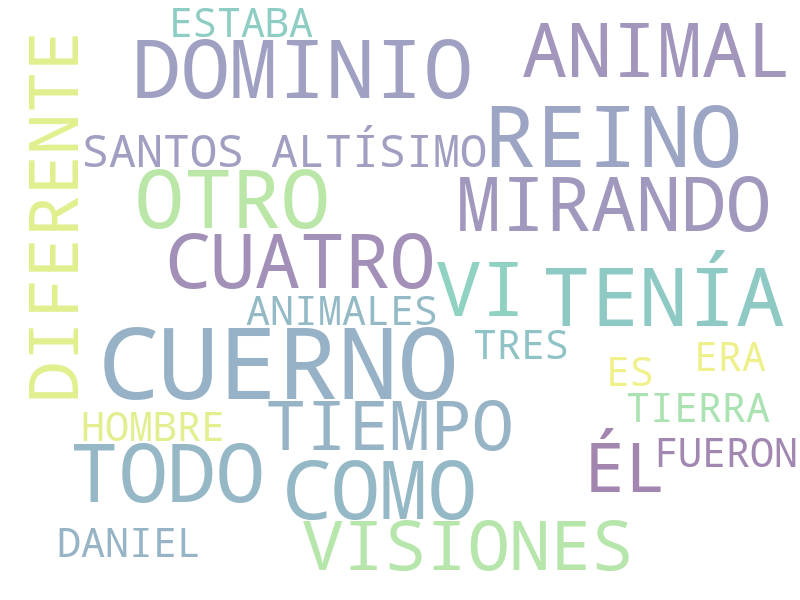 ESTABA
DOMINIO
ANIMAL
DIFERENTE
SANTOS ALTÍSIMO
REINO
OTRO
MIRANDO
CUATRO
VI
TENÍA
ANIMALES
CUERNO
TRES
ES
ERA
HOMBRE
TIEMPO
TIERRA
TODO
COMO
ÉL
FUERON
DANIEL
VISIONES